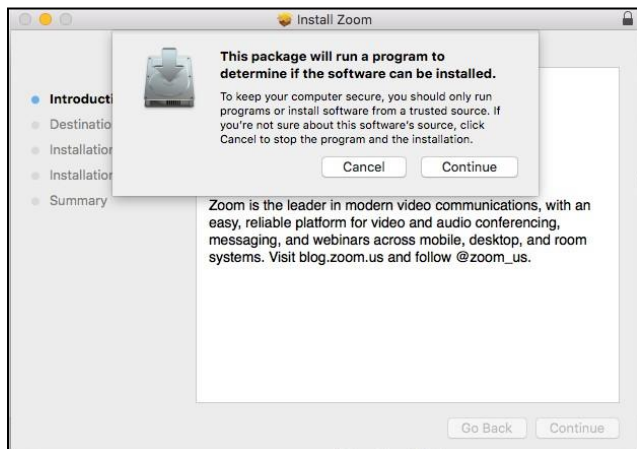 Install Zoom
This package will run a program to
determine if the software can be installed.
To keep your computer secure, you should only run
programs or install software from a trusted source. If
you're not sure about this software's source, click
Cancel to stop the program and the installation.
Cancel Continue
Introducti
Destinatio
Installation
Installation
Summary
Zoom is the leader in modern video communications, with an
easy, reliable platform for video and audio conferencing,
messaging, and webinars across mobile, desktop, and room
systems. Visit blog.zoom.us and follow @zoom_us.
Go Back Continue